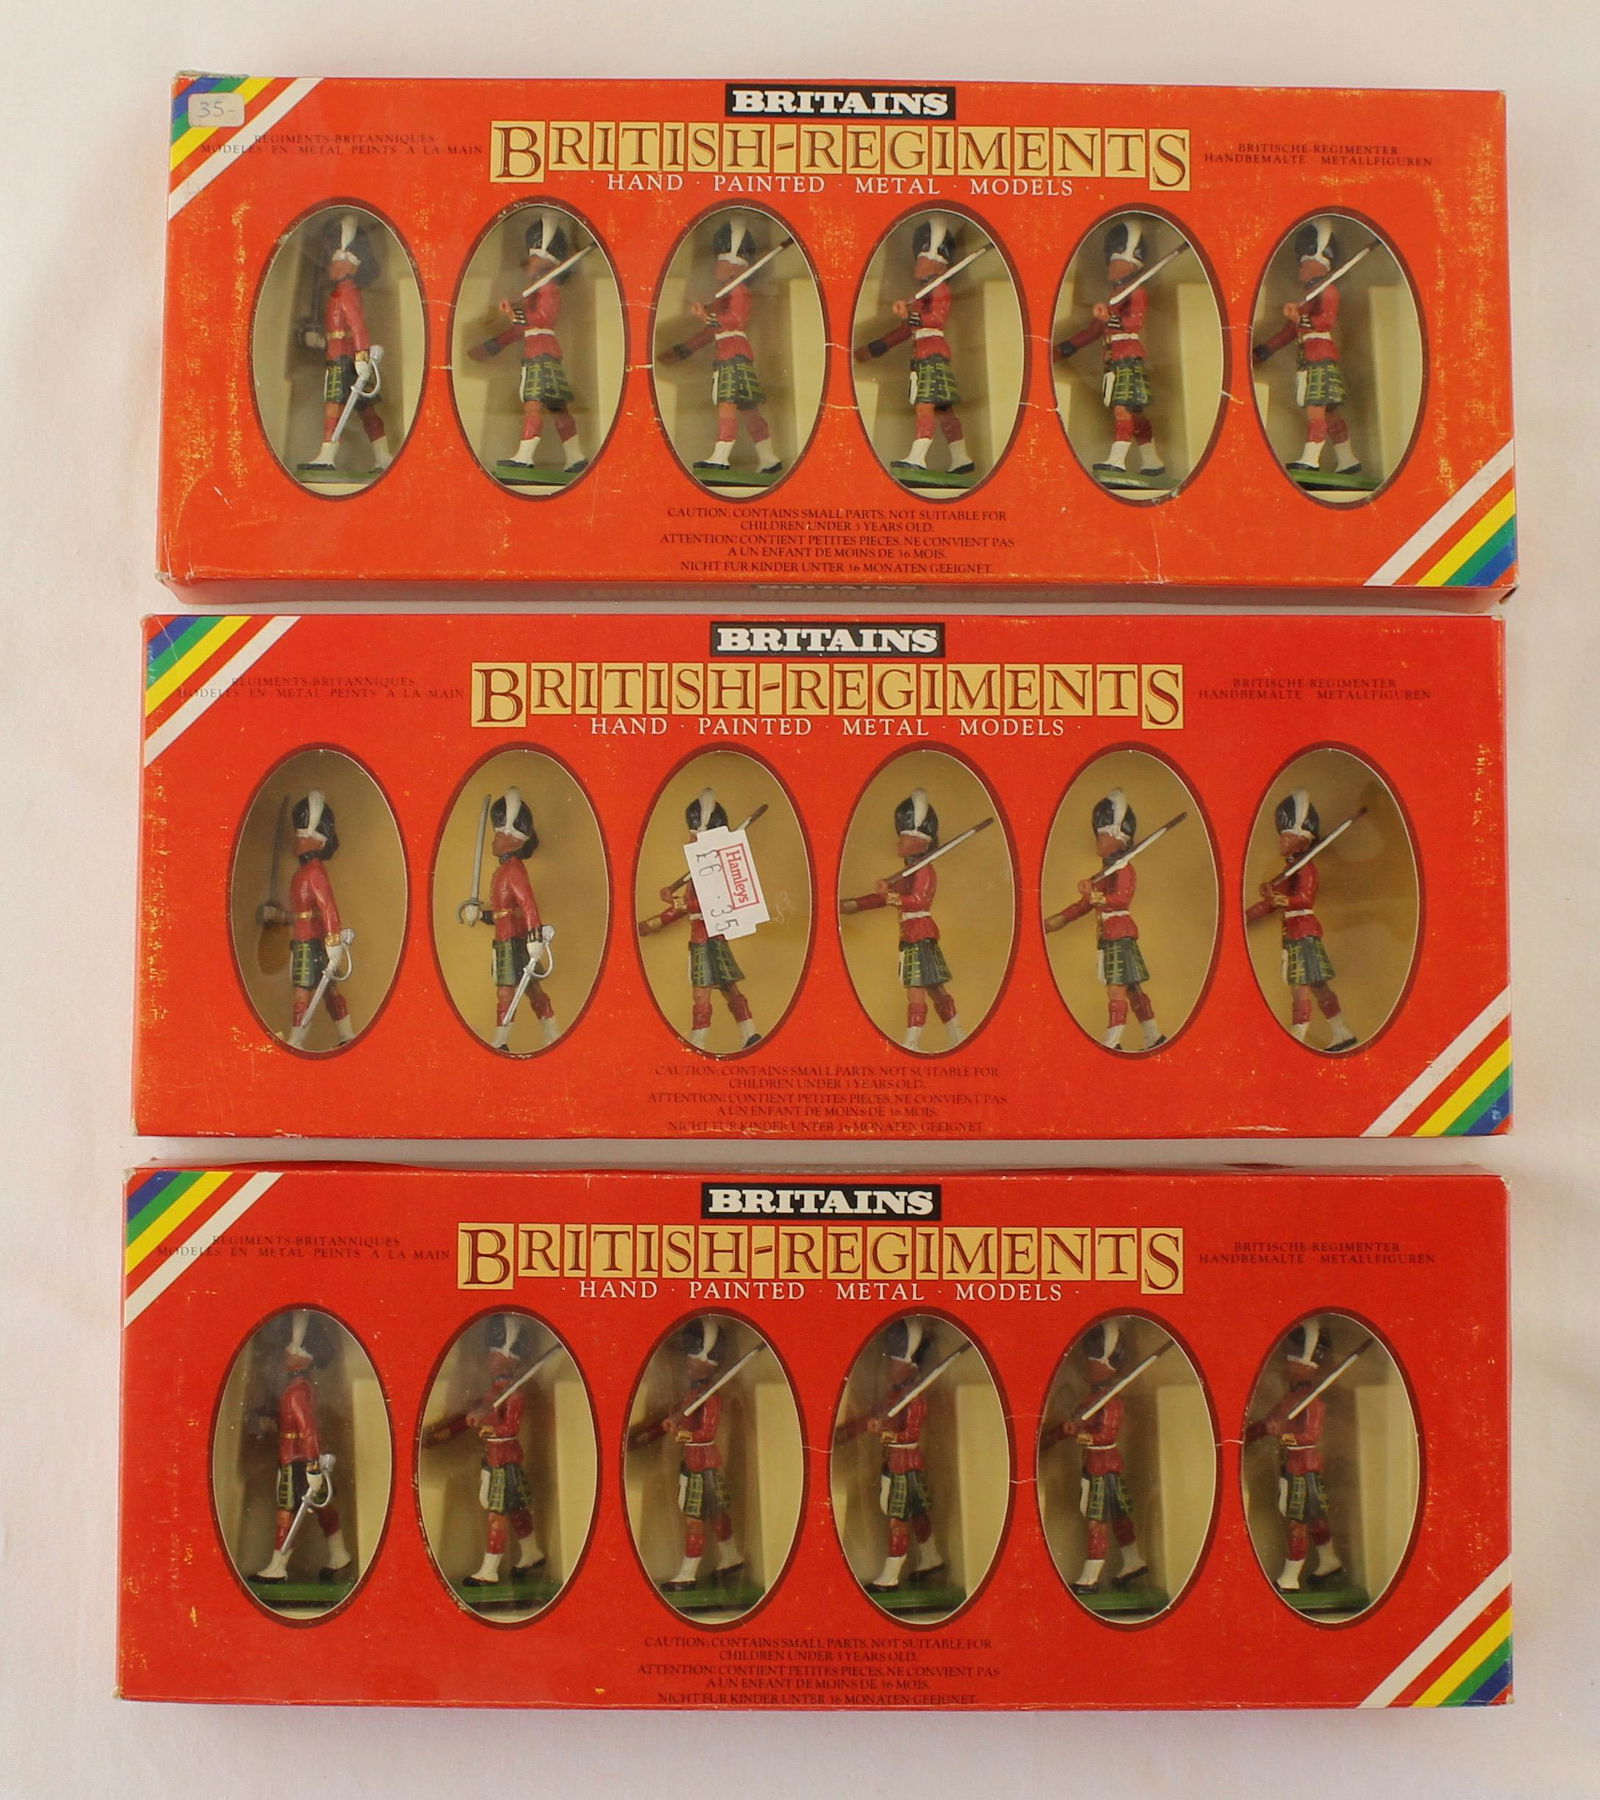 35-
BRITAINS
REGIMENTS-BRITANNIQUES
MODELES EN METAL PEINTS A LA MAIN
BRITISH-REGIMENTS
· HAND · PAINTED · METAL · MODELS ·
BRITISCHE-REGIMENTER
HANDBEMALTE METALLFIGUREN
CAUTION: CONTAINS SMALL PARTS. NOT SUITABLE FOR
CHILDREN UNDER 3 YEARS OLD.
ATTENTION! CONTIENT PETITES PIECES. NE CONVIENT PAS
A UN ENFANT DE MOINS DE 36 MOIS.
NICHT FUR KINDER UNTER 36 MONATEN GEEIGNET.
BRITAINS
BRITAINS
REGIMENTS-BRITANNIQUES
MODELES EN METAL PEINTS A LA MAIN
BRITISH-REGIMENTS
· HAND · PAINTED · METAL · MODELS ·
BRITISCHE-REGIMENTER
HANDBEMALTE METALLFIGUREN
Hamleys
£6.35
CAUTION: CONTAINS SMALL PARTS. NOT SUITABLE FOR
CHILDREN UNDER 3 YEARS OLD.
ATTENTION! CONTIENT PETITES PIECES. NE CONVIENT PAS
A UN ENFANT DE MOINS DE 36 MOIS.
NICHT FUR KINDER UNTER 36 MONATEN GEEIGNET
BRITAINS
REGIMENTS-BRITANNIQUES
MODELES EN METAL PEINTS A LA MAIN
BRITISH-REGIMENTS
· HAND · PAINTED · METAL · MODELS ·
BRITISCHE-REGIMENTER
HANDBEMALTE METALLFIGUREN
CAUTION: CONTAINS SMALL PARTS. NOT SUITABLE FOR
CHILDREN UNDER 3 YEARS OLD.
ATTENTION! CONTIENT PETITES PIECES. NE CONVIENT PAS
A UN ENFANT DE MOINS DE 36 MOIS.
NICHT FUR KINDER UNTER 36 MONATEN GEEIGNET.